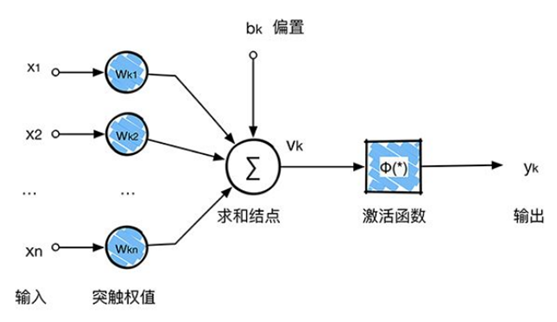 bk 偏置
x1
wk1
x2
wk2
Vk
∑
Φ(*)
yk
...
...
求和结点
激活函数
输出
xn
wkn
输入
突触权值